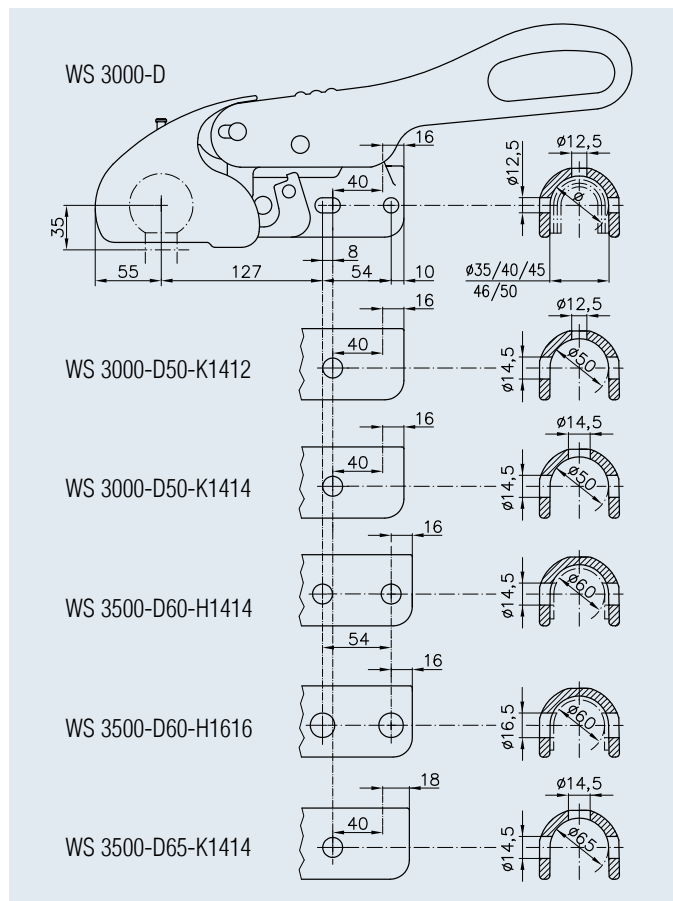 WS 3000-D
16
ø12,5
ø12,5
40
ø
35
8
55
127
54
10
ø35/40/45
46/50
16
ø12,5
40
WS 3000-D50-K1412
ø14,5
ø50
16
ø14,5
40
WS 3000-D50-K1414
ø14,5
ø50
16
WS 3500-D60-H1414
ø14,5
ø60
54
16
WS 3500-D60-H1616
ø16,5
ø60
18
ø14,5
40
WS 3500-D65-K1414
ø14,5
ø65